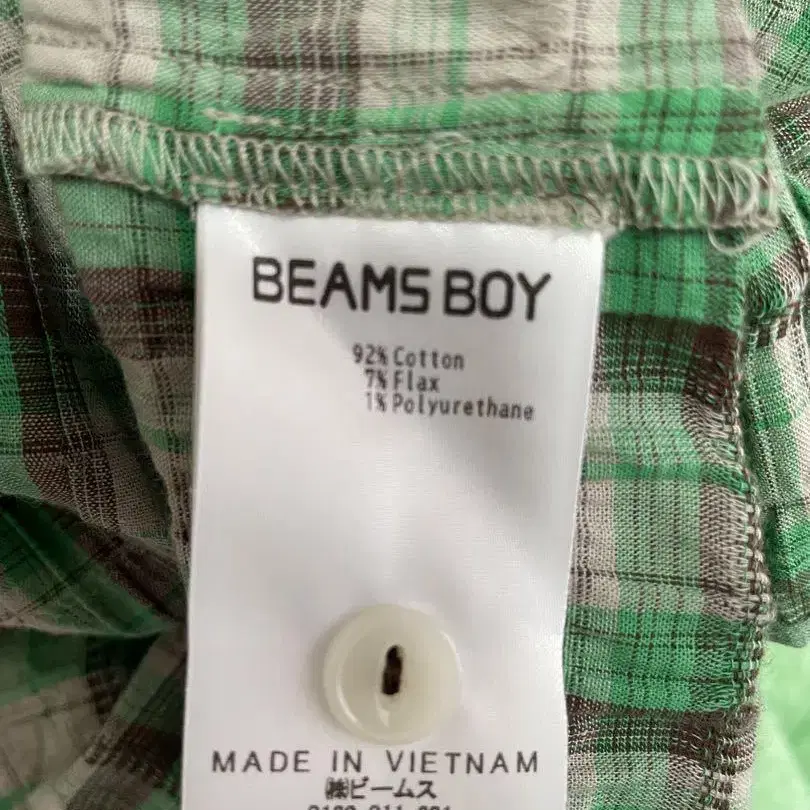 BEAMS BOY
92% Cotton
7% Flax
1% Polyurethane
MADE IN VIETNAM
㈱ビームス